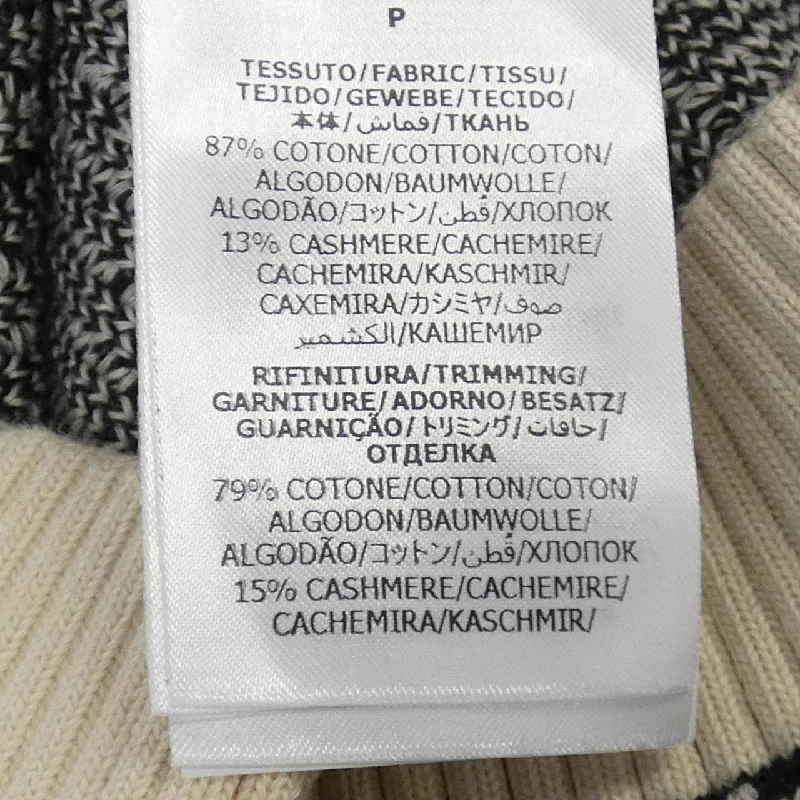 P
TESSUTO/FABRIC/TISSU/
TEJIDO/GEWEBE/TECIDO/
本体/قماش/ТКАНЬ
87% COTONE/COTTON/COTON/
ALGODON/BAUMWOLLE/
ALGODÃO/コットン/قطن/ХЛОПОК
13% CASHMERE/CACHEMIRE/
CACHEMIRA/KASCHMIR/
CAXEMIRA/カシミヤ/صوف
الكشمير/КАШЕМИР
RIFINITURA/TRIMMING/
GARNITURE/ADORNO/BESATZ/
GUARNIÇÃO/トリミング/حافات/
ОТДЕЛКА
79% COTONE/COTTON/COTON/
ALGODON/BAUMWOLLE/
ALGODÃO/コットン/قطن/ХЛОПОК
15% CASHMERE/CACHEMIRE/
CACHEMIRA/KASCHMIR/